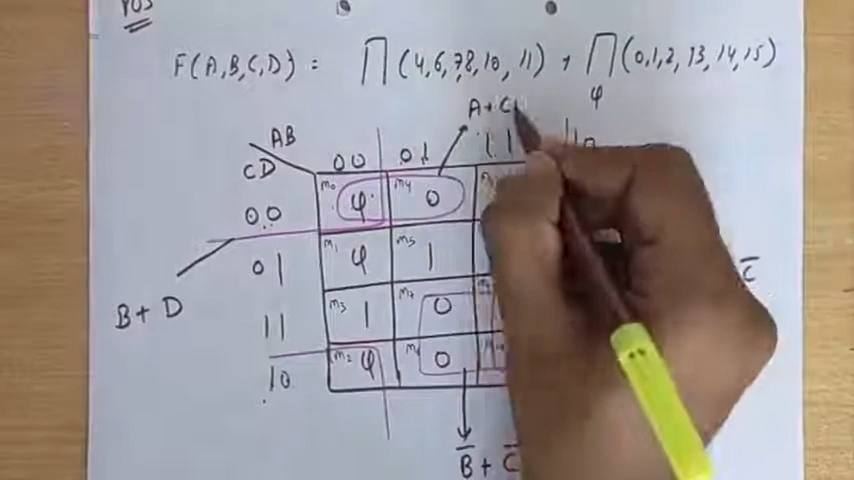 POS
F(A,B,C,D) = ∏ (4,6,7,8,10, 11) + ∏ (0,1,2,13,14,15)
φ
A+C
AB
CD
00 01 11 10
00 m0 φ m4 0
01 m1 φ m5 1
11 m3 1 m7 0
10 m2 φ 0
B+D
C̅
B̅ + C̅